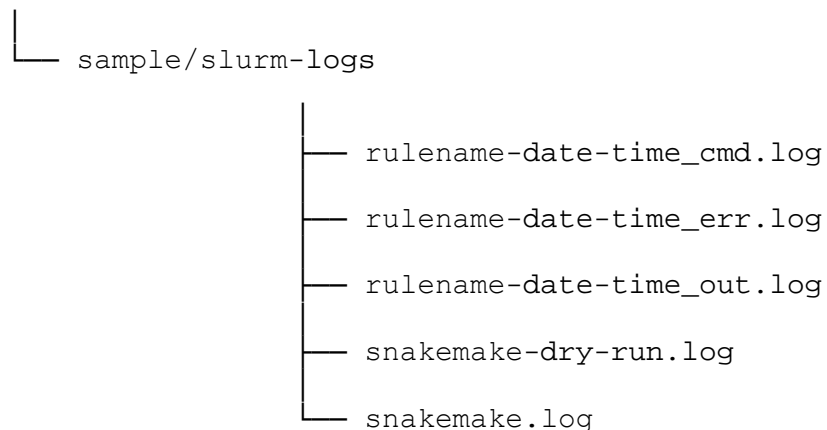 sample/slurm-logs
rulename-date-time_cmd.log
rulename-date-time_err.log
rulename-date-time_out.log
snakemake-dry-run.log
snakemake.log